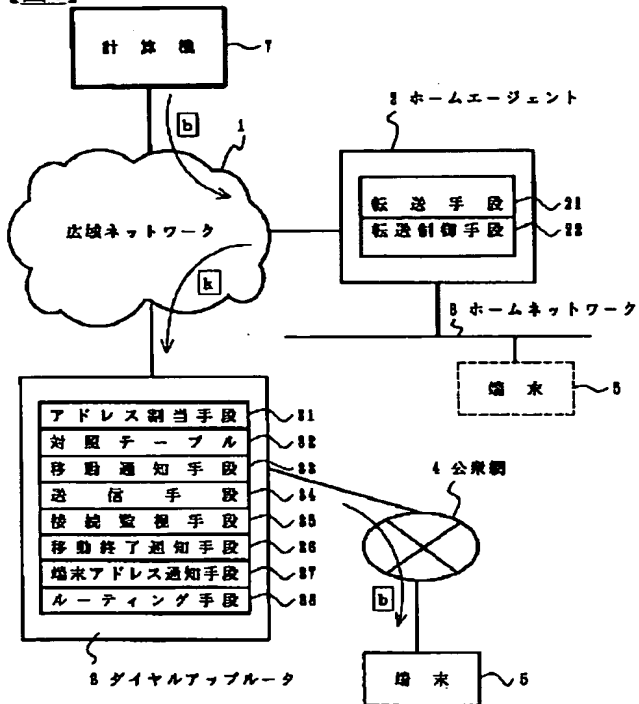 計算機 7
b
1
2 ホームエージェント
広域ネットワーク
転送手段 21
転送制御手段 22
k
8 ホームネットワーク
端末 5
アドレス割当手段 31
対照テーブル 32
移動通知手段 33
送信手段 34
接続監視手段 35
移動終了通知手段 36
端末アドレス通知手段 37
ルーティング手段 38
4 公衆網
b
3 ダイヤルアップルータ
端末 5